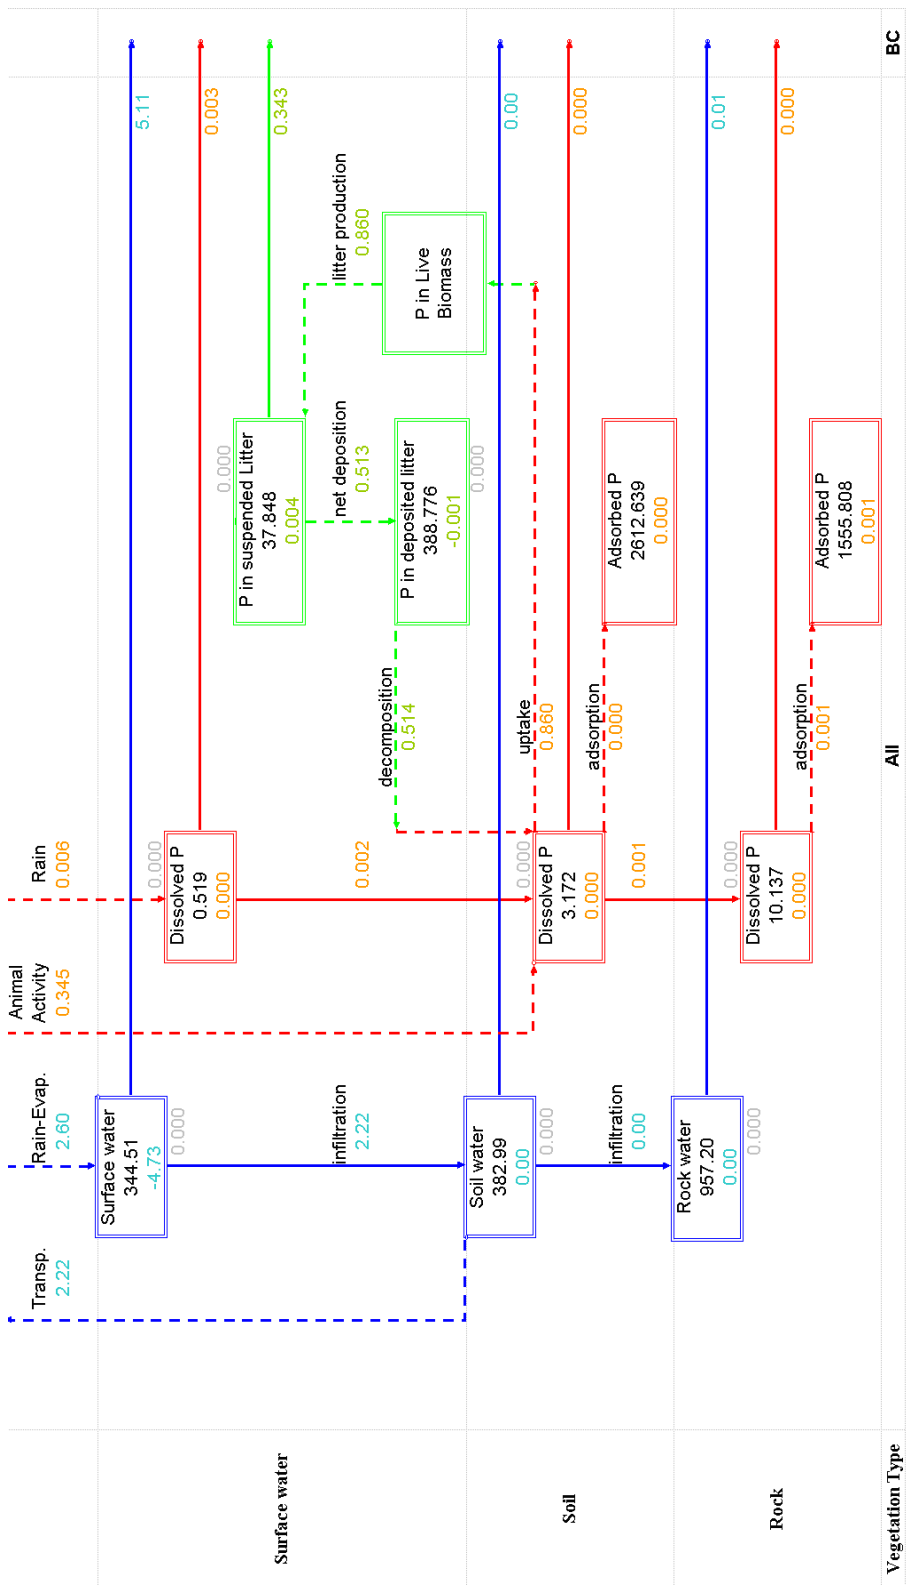 Transp.
2.22
Rain-Evap.
2.60
Animal
Activity
0.345
Rain
0.006
Surface water
Surface water
344.51
-4.73
0.000
5.11
Dissolved P
0.519
0.000
0.000
0.003
P in suspended Litter
37.848
0.004
0.000
0.343
infiltration
2.22
0.002
net deposition
0.513
litter production
0.860
decomposition
0.514
P in deposited litter
388.776
-0.001
0.000
P in Live
Biomass
Soil
Soil water
382.99
0.00
0.000
0.00
Dissolved P
3.172
0.000
0.000
uptake
0.860
0.000
adsorption
0.000
Adsorbed P
2612.639
0.000
infiltration
0.00
0.001
Rock
Rock water
957.20
0.00
0.000
0.01
Dissolved P
10.137
0.000
0.000
0.000
adsorption
0.001
Adsorbed P
1555.808
0.001
Vegetation Type
All
BC